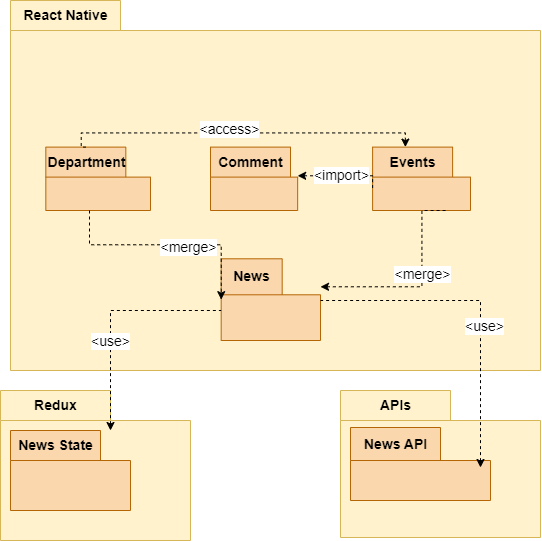 React Native
<access>
Department
Comment
Events
<import>
<merge>
News
<merge>
<use>
<use>
Redux
APIs
News State
News API